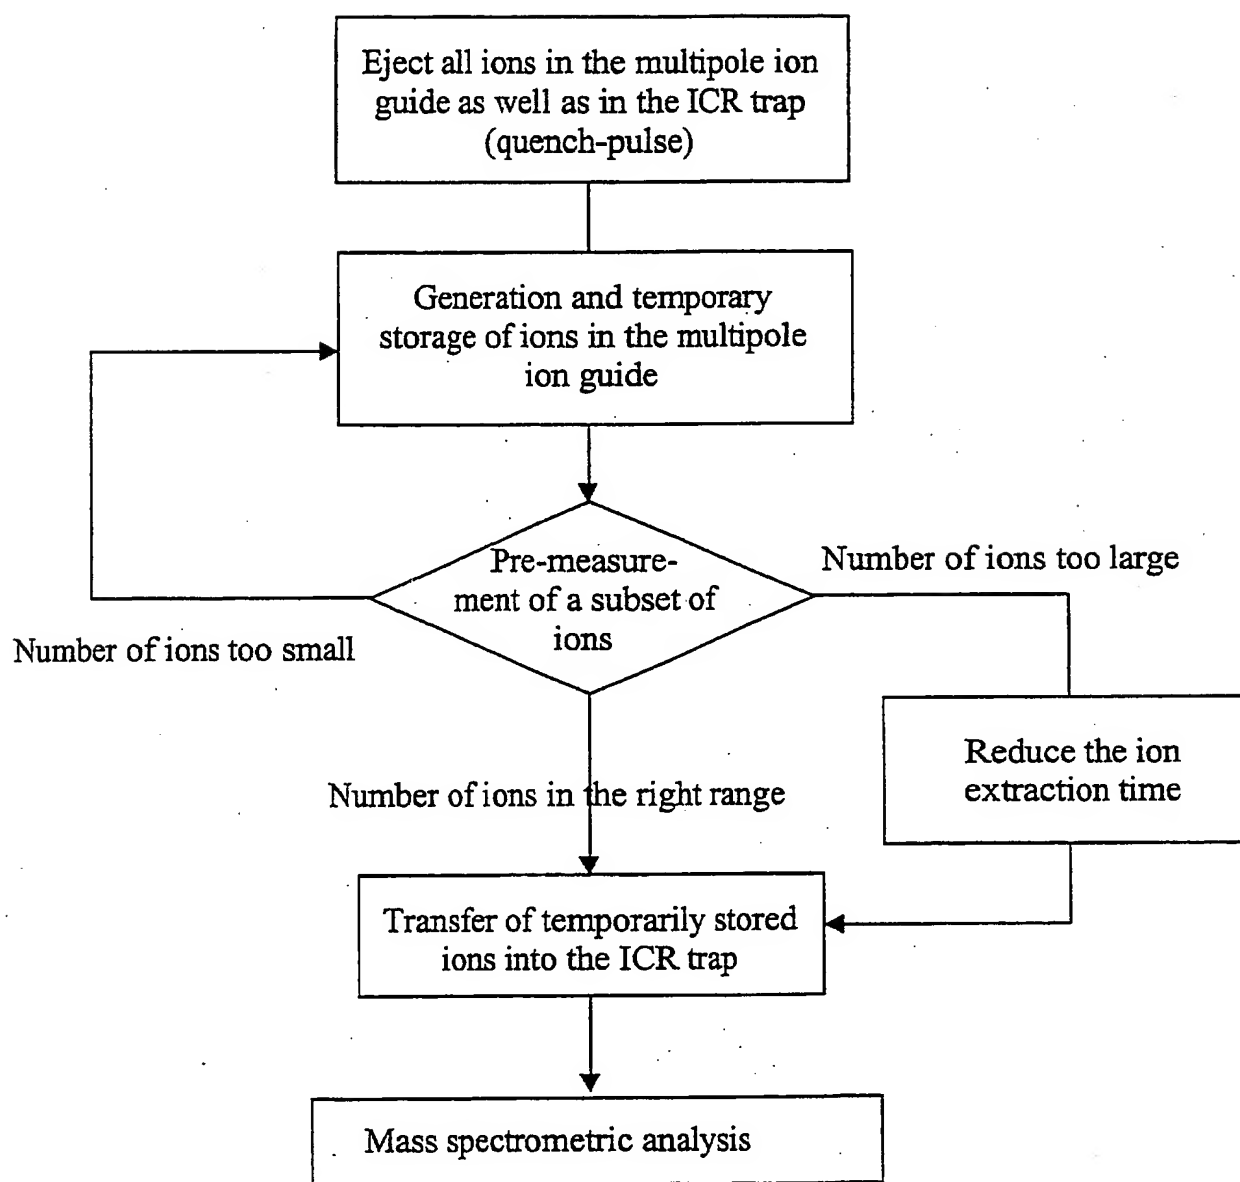 Eject all ions in the multipole ion
guide as well as in the ICR trap
(quench-pulse)
Generation and temporary
storage of ions in the multipole
ion guide
Pre-measure-
ment of a subset of
ions
Number of ions too large
Number of ions too small
Reduce the ion
extraction time
Number of ions in the right range
Transfer of temporarily stored
ions into the ICR trap
Mass spectrometric analysis